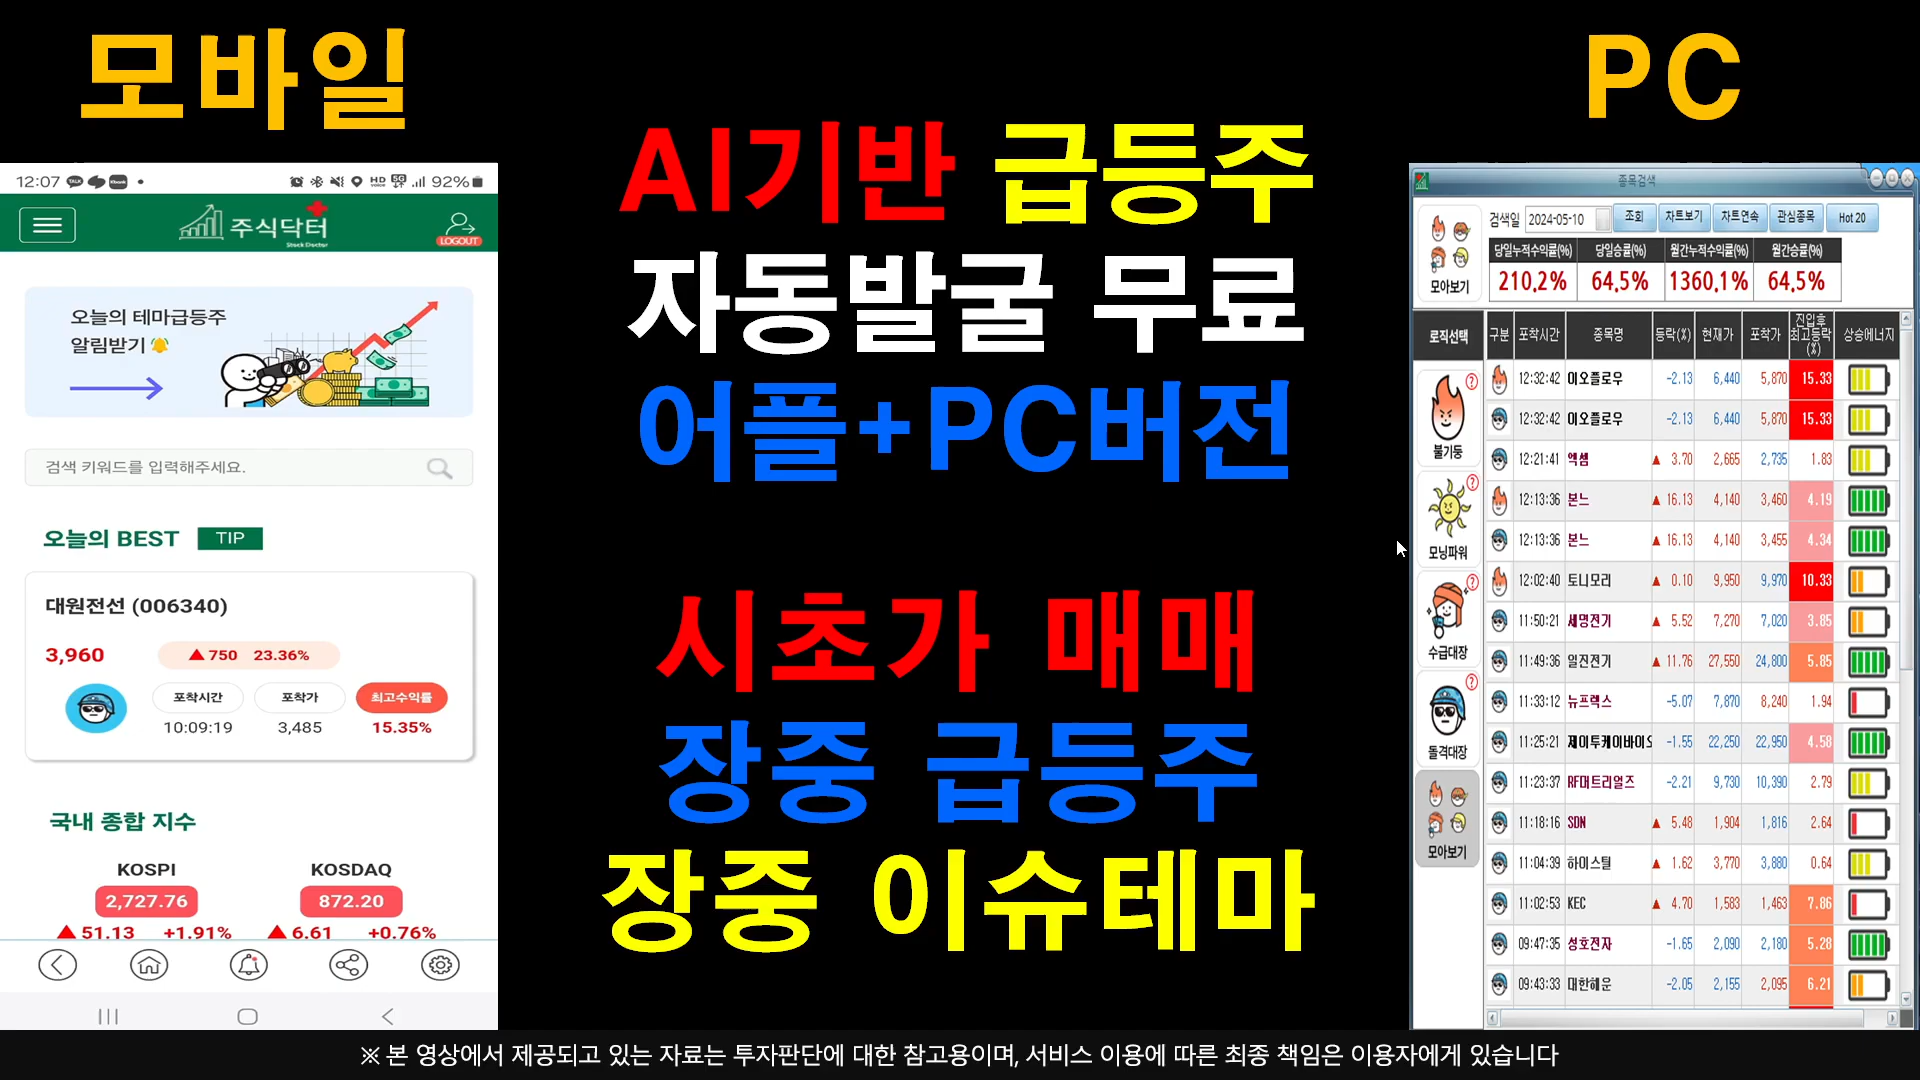 모바일
PC
AI기반 급등주
자동발굴 무료
어플+PC버전
시초가 매매
장중 급등주
장중 이슈테마
12:07 TALK Kbank HD VOICE 5G 92%
주식닥터
Stock Doctor
LOGOUT
오늘의 테마급등주
알림받기
검색 키워드를 입력해주세요.
오늘의 BEST TIP
대원전선 (006340)
3,960 ▲ 750 23.36%
포착시간 포착가 최고수익률
10:09:19 3,485 15.35%
국내 종합 지수
KOSPI KOSDAQ
2,727.76 872.20
▲ 51.13 +1.91% ▲ 6.61 +0.76%
종목검색
모아보기
검색일 2024-05-10 조회 차트보기 차트연속 관심종목 Hot 20
당일누적수익률(%) 당일승률(%) 월간누적수익률(%) 월간승률(%)
210,2% 64,5% 1360,1% 64,5%
로직선택
불기둥
모닝파워
수급대장
돌격대장
모아보기
구분 포착시간 종목명 등락(%) 현재가 포착가 진입후 최고등락 (%) 상승에너지
12:32:42 이오플로우 -2.13 6,440 5,870 15.33
12:32:42 이오플로우 -2.13 6,440 5,870 15.33
12:21:41 엑셈 ▲ 3.70 2,665 2,735 1.83
12:13:36 본느 ▲ 16.13 4,140 3,460 4.19
12:13:36 본느 ▲ 16.13 4,140 3,455 4.34
12:02:40 토니모리 ▲ 0.10 9,950 9,970 10.33
11:50:21 세명전기 ▲ 5.52 7,270 7,020 3.85
11:49:36 일진전기 ▲ 11.76 27,550 24,800 5.85
11:33:12 뉴프렉스 -5.07 7,870 8,240 1.94
11:25:21 제이투케이바이오 -1.55 22,250 22,950 4.58
11:23:37 RF머트리얼즈 -2.21 9,730 10,390 2.79
11:18:16 SDN ▲ 5.48 1,904 1,816 2.64
11:04:39 하이스틸 ▲ 1.62 3,770 3,880 0.64
11:02:53 KEC ▲ 4.70 1,583 1,463 7.86
09:47:35 성호전자 -1.65 2,090 2,180 5.28
09:43:33 대한해운 -2.05 2,155 2,095 6.21
※ 본 영상에서 제공되고 있는 자료는 투자판단에 대한 참고용이며, 서비스 이용에 따른 최종 책임은 이용자에게 있습니다